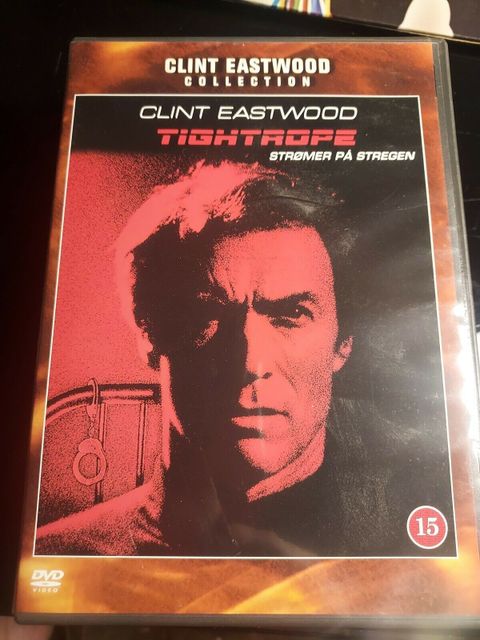 CLINT EASTWOOD
COLLECTION
CLINT EASTWOOD
TIGHTROPE
STRØMER PÅ STREGEN
15
DVD
VIDEO